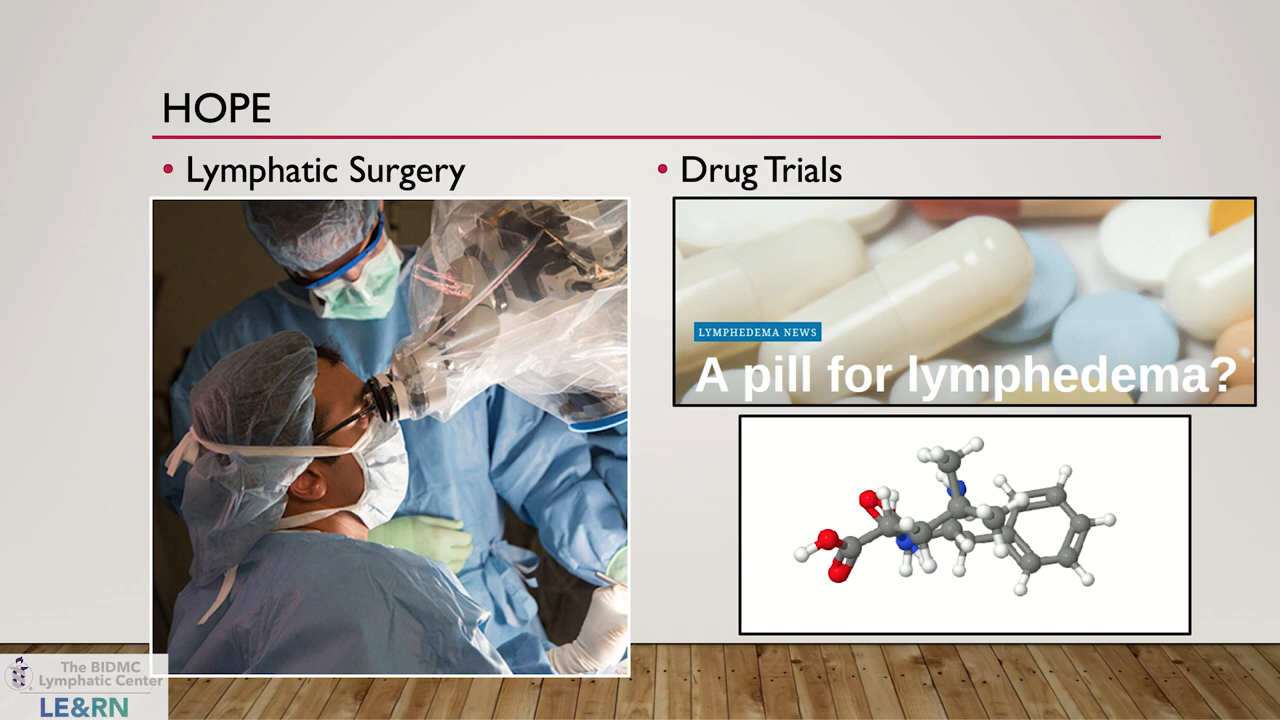 HOPE
• Lymphatic Surgery
• Drug Trials
LYMPHEDEMA NEWS
A pill for lymphedema?
The BIDMC
Lymphatic Center
LE&RN